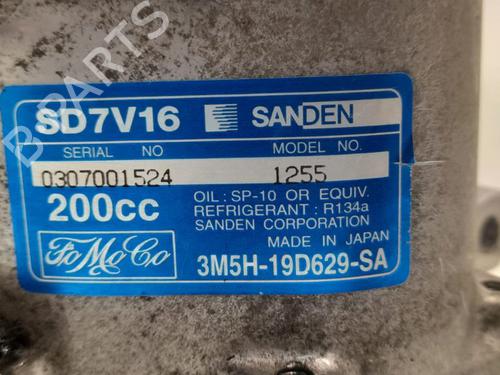 SD7V16 SANDEN
SERIAL NO MODEL NO.
0307001524 1255
200cc OIL : SP-10 OR EQUIV.
REFRIGERANT : R134a
SANDEN CORPORATION
MADE IN JAPAN
FoMoCo 3M5H-19D629-SA
B PARTS